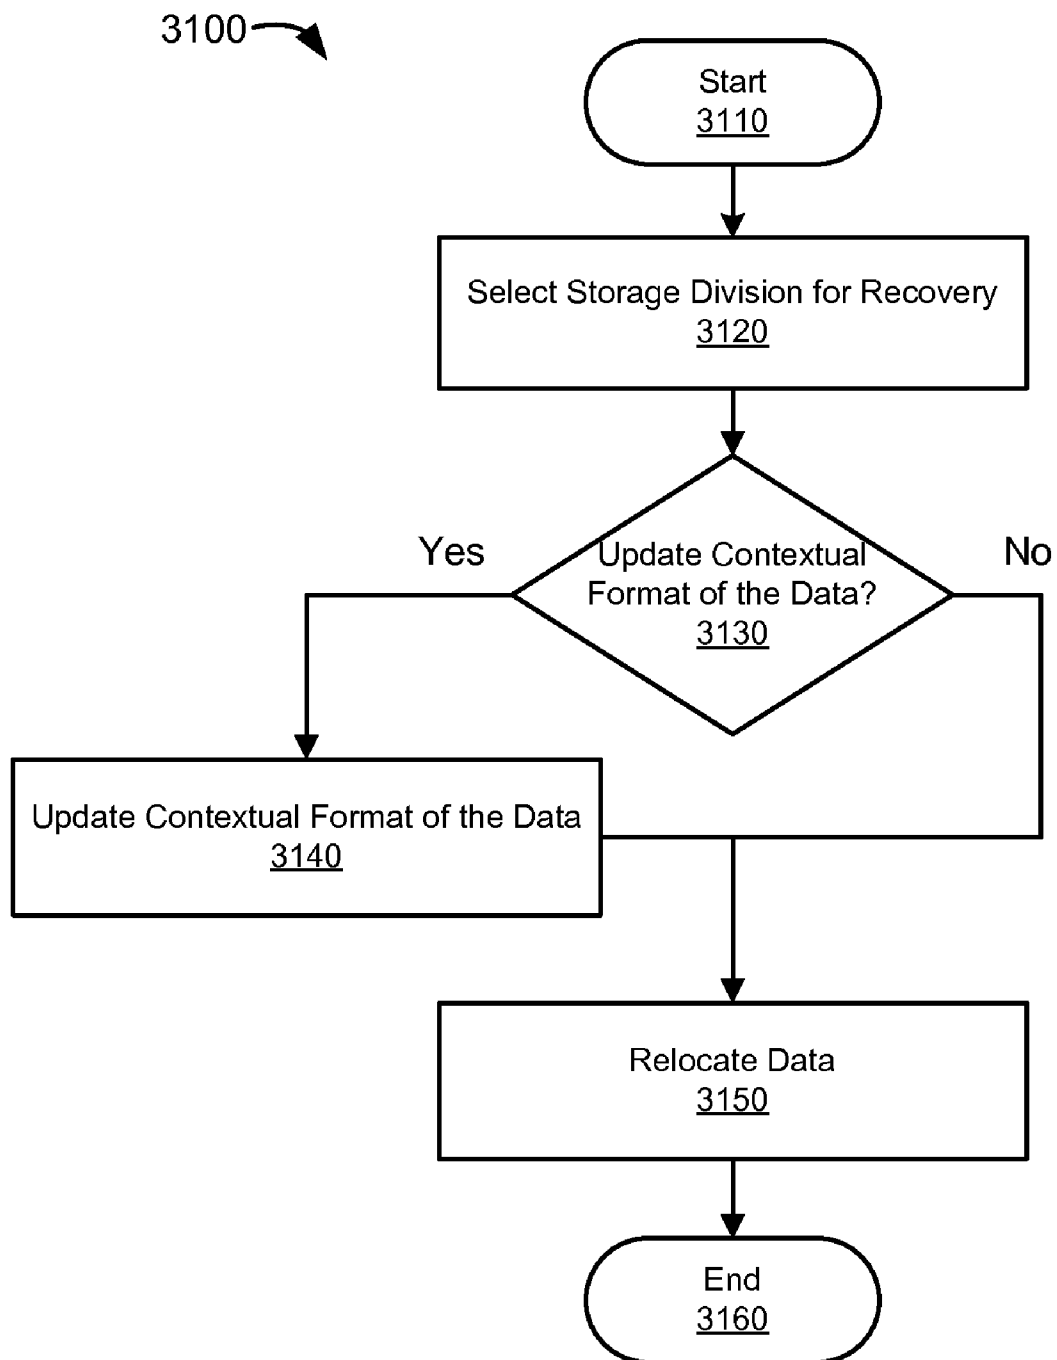 3100
Start
3110
Select Storage Division for Recovery
3120
Yes
No
Update Contextual
Format of the Data?
3130
Update Contextual Format of the Data
3140
Relocate Data
3150
End
3160